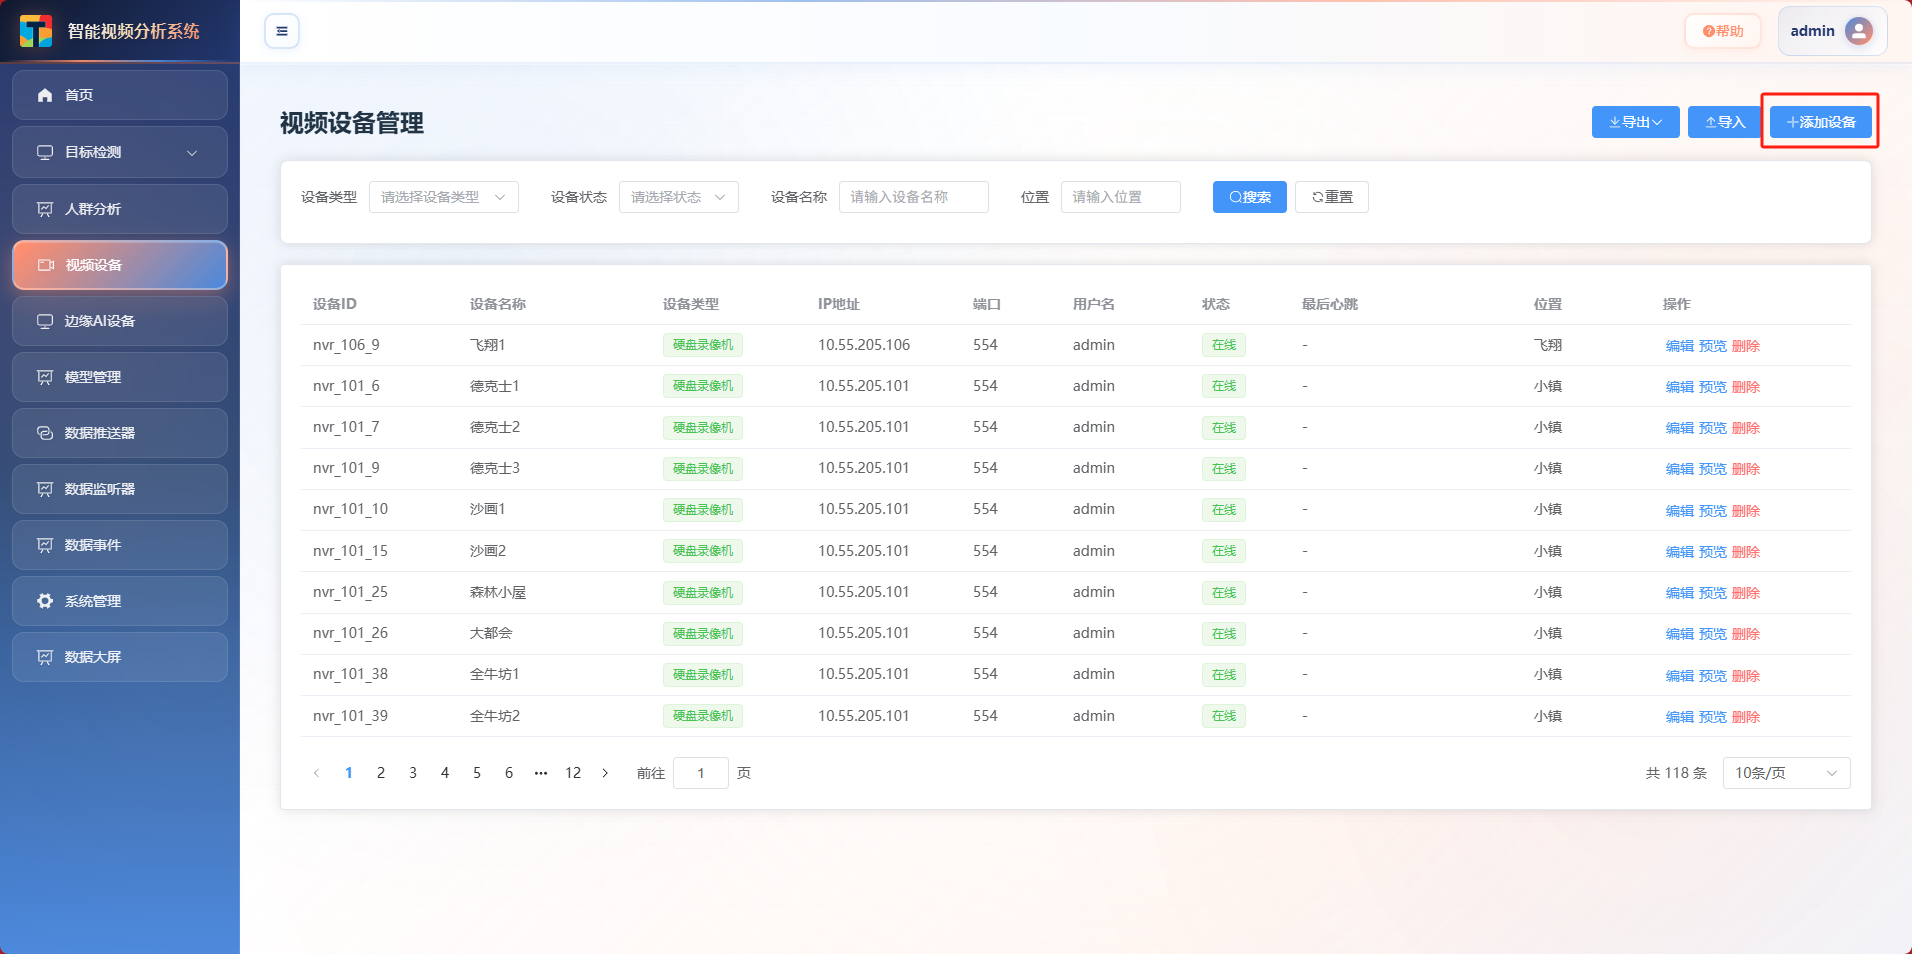 智能视频分析系统
帮助
admin
首页
目标检测
人群分析
视频设备
边缘AI设备
模型管理
数据推送器
数据监听器
数据事件
系统管理
数据大屏
视频设备管理
导出 导入 添加设备
设备类型 请选择设备类型 设备状态 请选择状态 设备名称 请输入设备名称 位置 请输入位置 搜索 重置
设备ID 设备名称 设备类型 IP地址 端口 用户名 状态 最后心跳 位置 操作
nvr_106_9 飞翔1 硬盘录像机 10.55.205.106 554 admin 在线 - 飞翔 编辑 预览 删除
nvr_101_6 德克士1 硬盘录像机 10.55.205.101 554 admin 在线 - 小镇 编辑 预览 删除
nvr_101_7 德克士2 硬盘录像机 10.55.205.101 554 admin 在线 - 小镇 编辑 预览 删除
nvr_101_9 德克士3 硬盘录像机 10.55.205.101 554 admin 在线 - 小镇 编辑 预览 删除
nvr_101_10 沙画1 硬盘录像机 10.55.205.101 554 admin 在线 - 小镇 编辑 预览 删除
nvr_101_15 沙画2 硬盘录像机 10.55.205.101 554 admin 在线 - 小镇 编辑 预览 删除
nvr_101_25 森林小屋 硬盘录像机 10.55.205.101 554 admin 在线 - 小镇 编辑 预览 删除
nvr_101_26 大都会 硬盘录像机 10.55.205.101 554 admin 在线 - 小镇 编辑 预览 删除
nvr_101_38 全牛坊1 硬盘录像机 10.55.205.101 554 admin 在线 - 小镇 编辑 预览 删除
nvr_101_39 全牛坊2 硬盘录像机 10.55.205.101 554 admin 在线 - 小镇 编辑 预览 删除
1 2 3 4 5 6 ••• 12 前往 1 页 共 118 条 10条/页